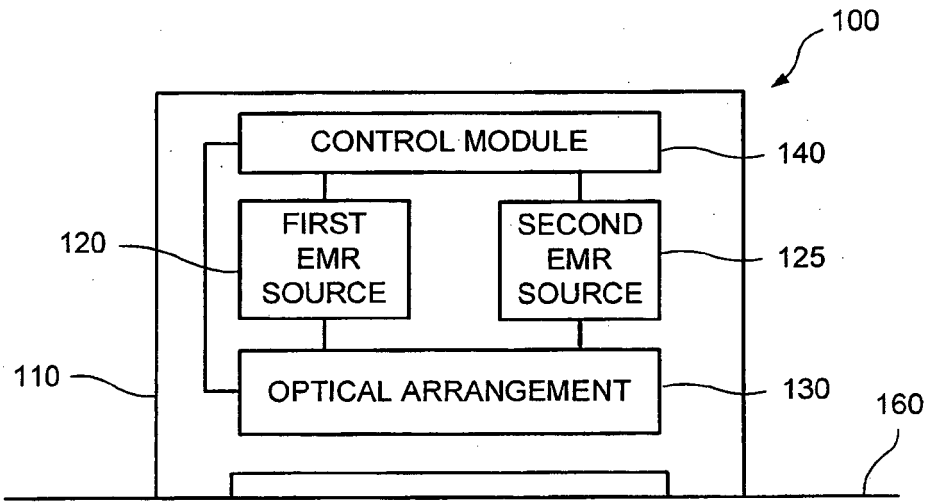 100
CONTROL MODULE
140
FIRST
EMR
SOURCE
120
SECOND
EMR
SOURCE
125
110
OPTICAL ARRANGEMENT
130
160